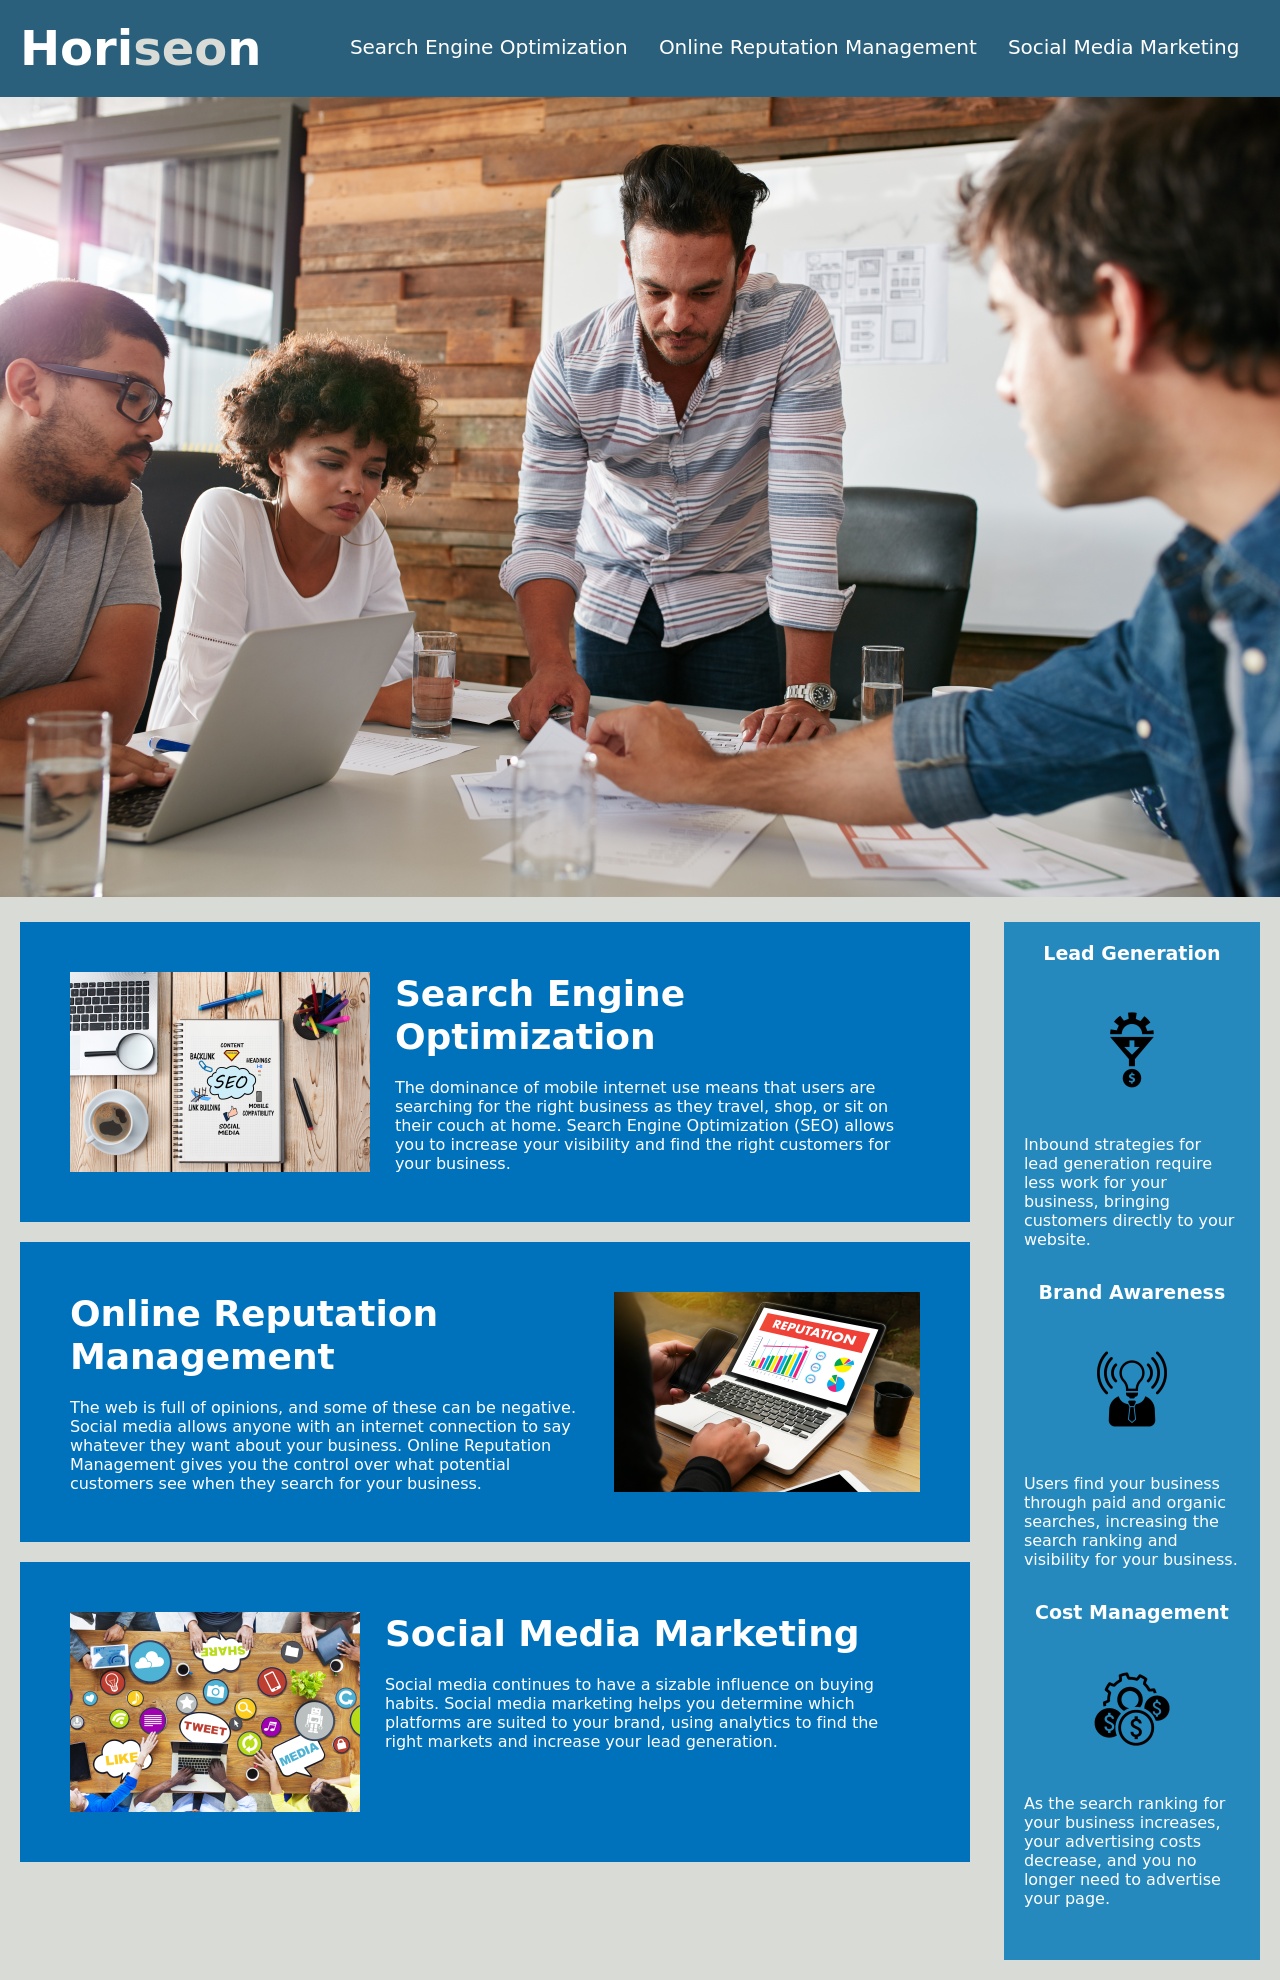 Horiseon
Search Engine Optimization
Online Reputation Management
Social Media Marketing
CONTENT
BACKLINK
HEADINGS
SEO
LINK BUILDING
MOBILE
COMPATIBILITY
SOCIAL
MEDIA
Search Engine
Optimization
The dominance of mobile internet use means that users are
searching for the right business as they travel, shop, or sit on
their couch at home. Search Engine Optimization (SEO) allows
you to increase your visibility and find the right customers for
your business.
Online Reputation
Management
The web is full of opinions, and some of these can be negative.
Social media allows anyone with an internet connection to say
whatever they want about your business. Online Reputation
Management gives you the control over what potential
customers see when they search for your business.
REPUTATION
SHARE
TWEET
LIKE
MEDIA
Social Media Marketing
Social media continues to have a sizable influence on buying
habits. Social media marketing helps you determine which
platforms are suited to your brand, using analytics to find the
right markets and increase your lead generation.
Lead Generation
$
Inbound strategies for
lead generation require
less work for your
business, bringing
customers directly to your
website.
Brand Awareness
Users find your business
through paid and organic
searches, increasing the
search ranking and
visibility for your business.
Cost Management
$ $ $
As the search ranking for
your business increases,
your advertising costs
decrease, and you no
longer need to advertise
your page.